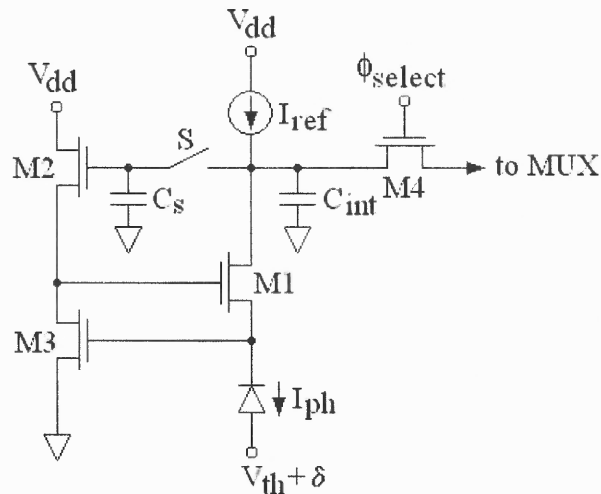 Vdd
Vdd
ϕselect
Iref
S
M2
Cs
Cint
M4
to MUX
M1
M3
Iph
Vth + δ